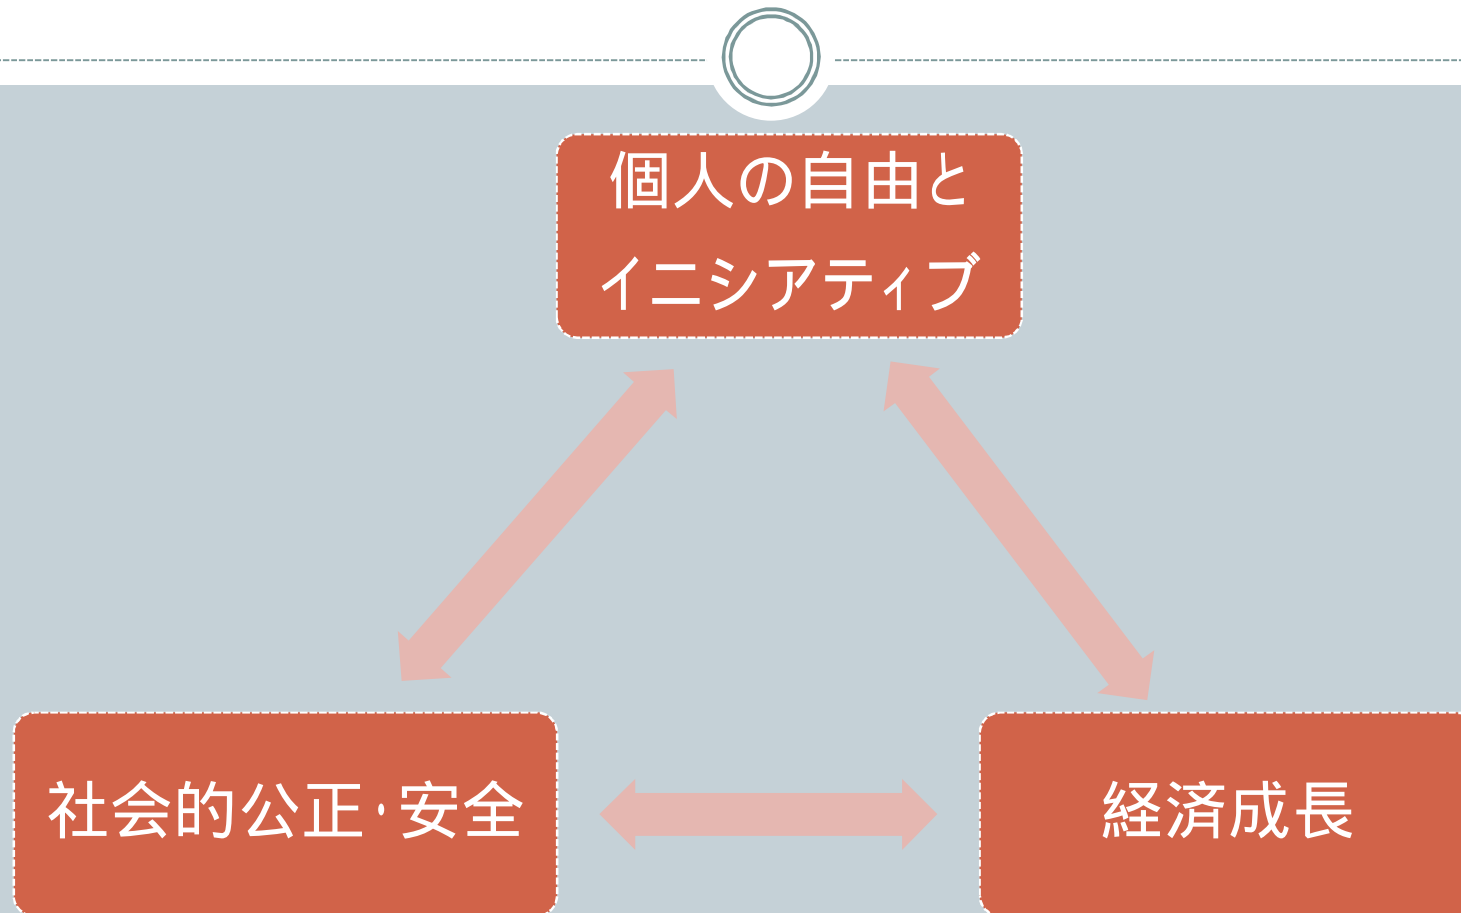 個人の自由と
イニシアティブ
社会的公正・安全
経済成長